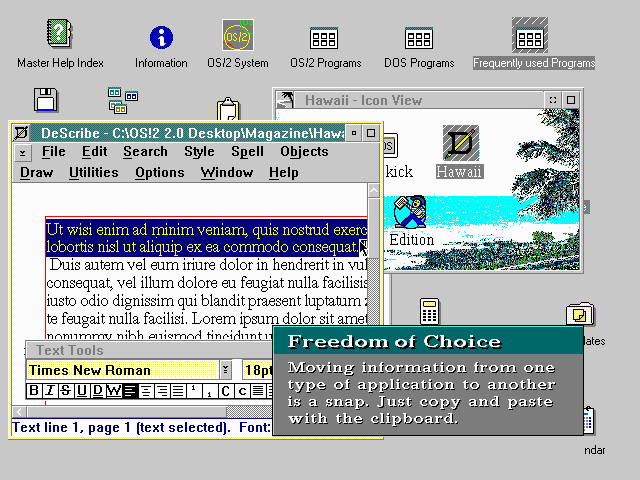 Master Help Index
Information
OS/2
OS/2 System
OS/2 Programs
DOS Programs
Frequently used Programs
Hawaii - Icon View
DeScribe - C:\OS!2 2.0 Desktop\Magazine\Hawa
File Edit Search Style Spell Objects
Draw Utilities Options Window Help
OS
kick
Hawaii
Edition
Ut wisi enim ad minim veniam, quis nostrud exerc
lobortis nisl ut aliquip ex ea commodo consequat.
Duis autem vel eum iriure dolor in hendrerit in vul
consequat, vel illum dolore eu feugiat nulla facilisis
iusto odio dignissim qui blandit praesent luptatum z
te feugait nulla facilisi. Lorem ipsum dolor sit amet
nonummy nibh euismod tincidunt u
Text Tools
Times New Roman
18pt
B I S U D W
C c
Text line 1, page 1 (text selected). Font:
Freedom of Choice
Moving information from one
type of application to another
is a snap. Just copy and paste
with the clipboard.
lates
ndar